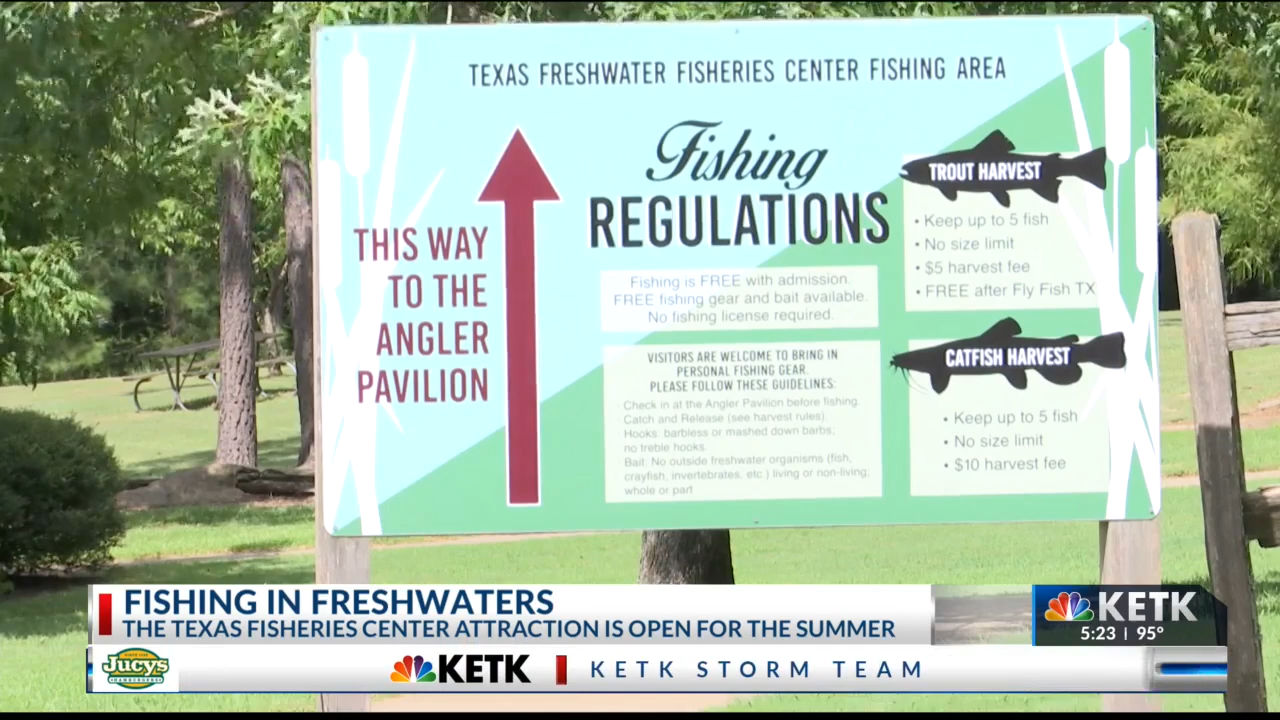 TEXAS FRESHWATER FISHERIES CENTER FISHING AREA
THIS WAY
TO THE
ANGLER
PAVILION
Fishing
REGULATIONS
Fishing is FREE with admission.
FREE fishing gear and bait available.
No fishing license required.
VISITORS ARE WELCOME TO BRING IN
PERSONAL FISHING GEAR.
PLEASE FOLLOW THESE GUIDELINES:
Check in at the Angler Pavilion before fishing.
Catch and Release (see harvest rules)
Hooks: barbless or mashed down barbs;
no treble hooks.
Bait: No outside freshwater organisms (fish,
crayfish, invertebrates, etc.) living or non-living,
whole or part
TROUT HARVEST
• Keep up to 5 fish
• No size limit
• $5 harvest fee
• FREE after Fly Fish TX
CATFISH HARVEST
• Keep up to 5 fish
• No size limit
• $10 harvest fee
FISHING IN FRESHWATERS
THE TEXAS FISHERIES CENTER ATTRACTION IS OPEN FOR THE SUMMER
KETK
5:23 | 95°
Jucys
HAMBURGERS
KETK
KETK STORM TEAM